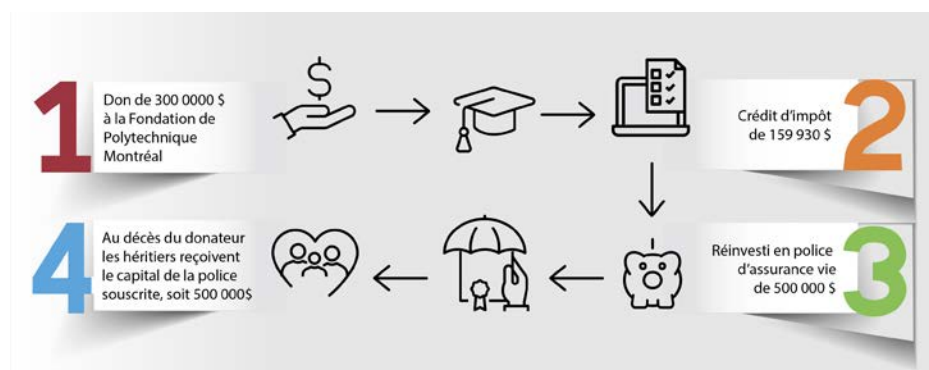 1
Don de 300 0000 $
à la Fondation de
Polytechnique
Montréal
$
Crédit d'impôt
de 159 930 $
2
Réinvesti en police
d'assurance vie
de 500 000 $
3
4
Au décès du donateur
les héritiers reçoivent
le capital de la police
souscrite, soit 500 000$